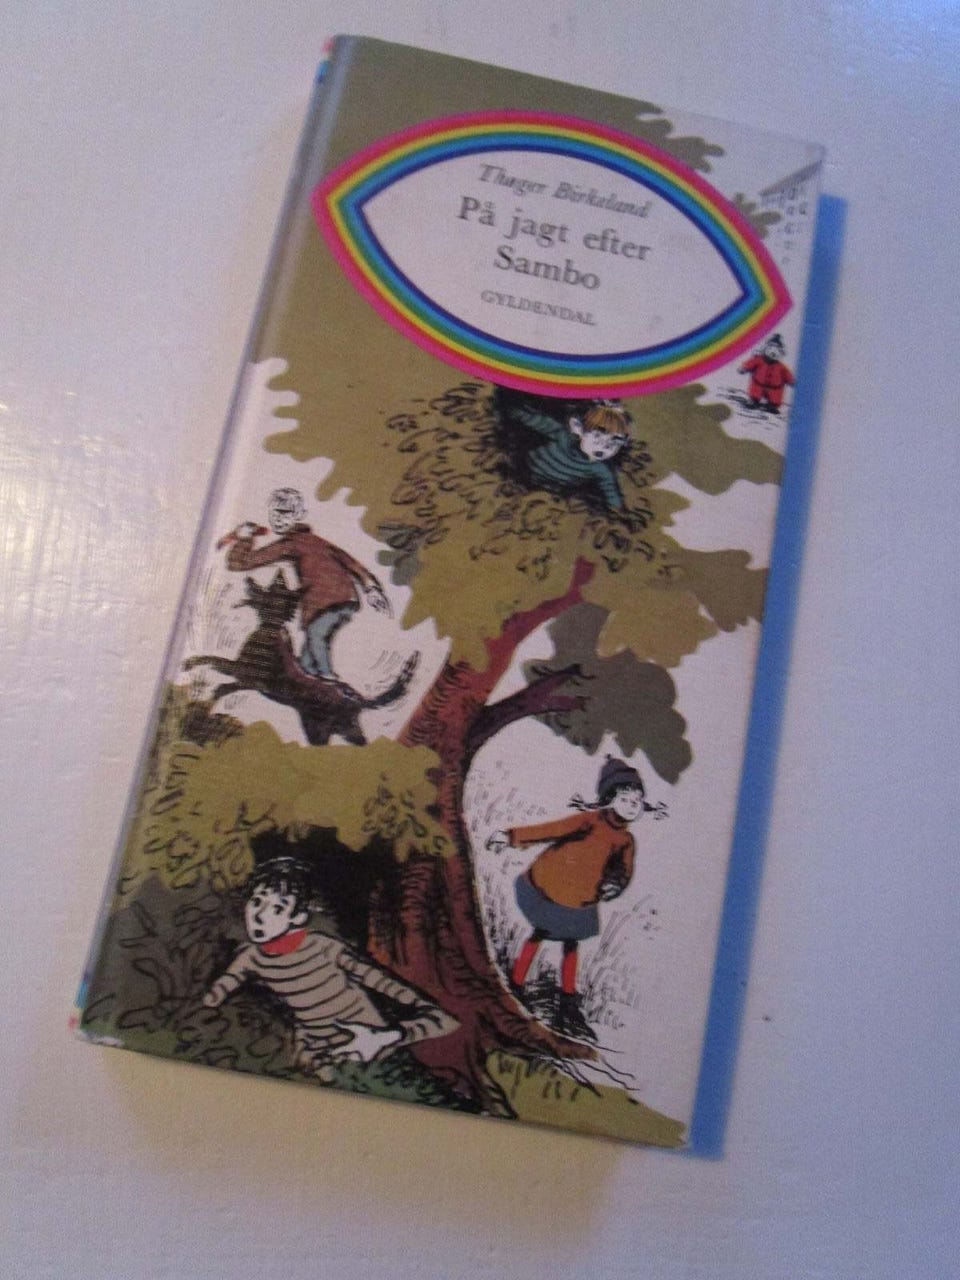 Thøger Birkeland
På jagt efter
Sambo
GYLDENDAL